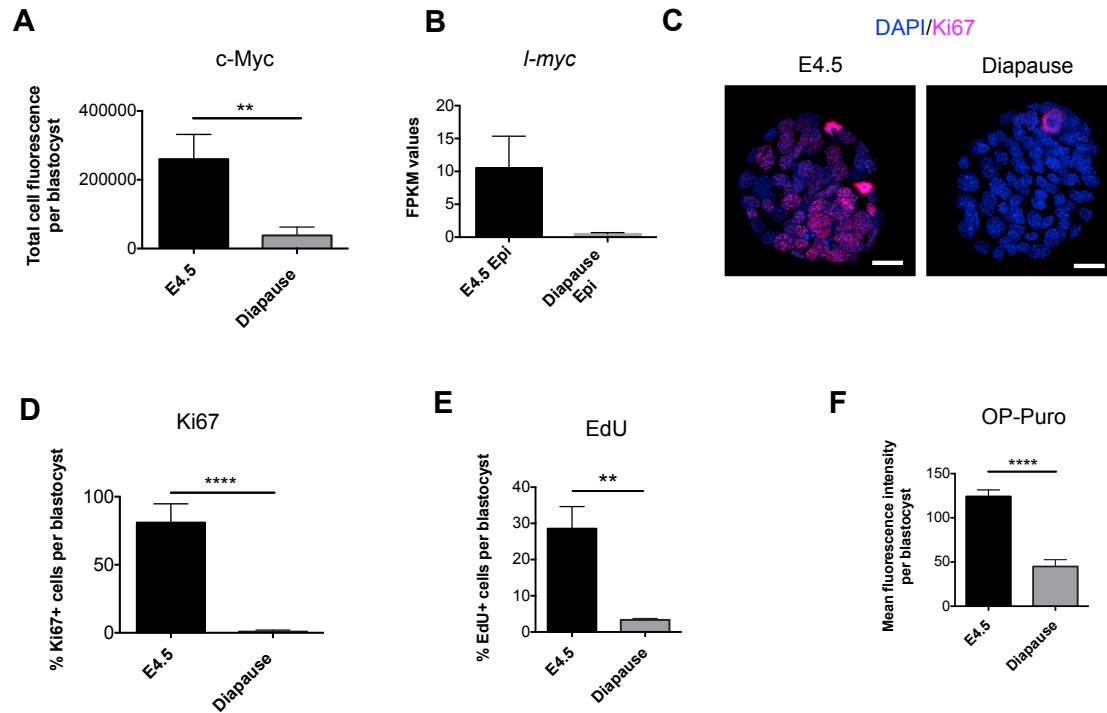 A
c-Myc
Total cell fluorescence
per blastocyst
400000
**
200000
0
E4.5
Diapause
B
l-myc
FPKM values
20
15
10
5
0
E4.5 Epi
Diapause
Epi
C
DAPI/Ki67
E4.5
Diapause
D
Ki67
% Ki67+ cells per blastocyst
100
****
50
0
E4.5
Diapause
E
EdU
% EdU+ cells per blastocyst
40
**
30
20
10
0
E4.5
Diapause
F
OP-Puro
Mean fluorescence intensity
per blastocyst
150
****
100
50
0
E4.5
Diapause